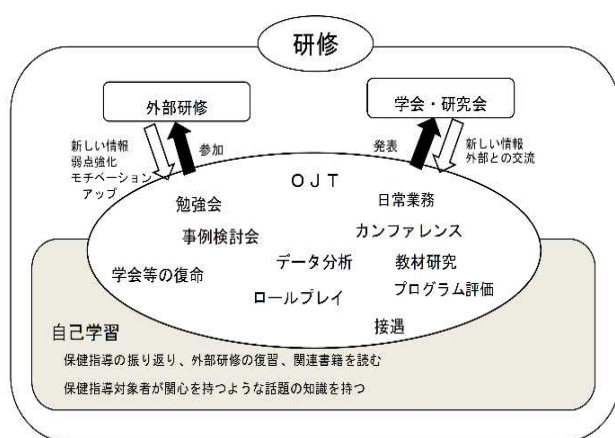 研修
外部研修
学会・研究会
新しい情報
弱点強化
モチベーション
アップ
参加
発表
新しい情報
外部との交流
ＯＪＴ
勉強会
日常業務
事例検討会
カンファレンス
学会等の復命
データ分析
教材研究
ロールプレイ
プログラム評価
接遇
自己学習
保健指導の振り返り、外部研修の復習、関連書籍を読む
保健指導対象者が関心を持つような話題の知識を持つ